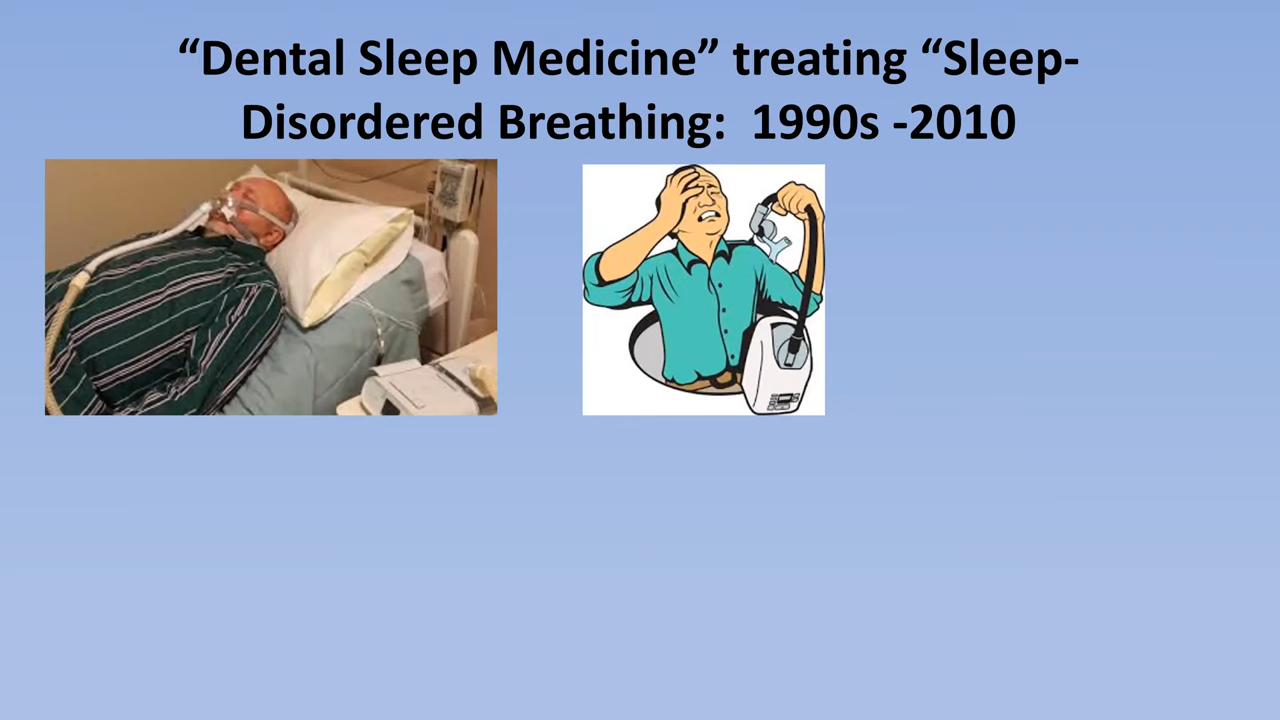 “Dental Sleep Medicine” treating “Sleep-
Disordered Breathing:  1990s -2010